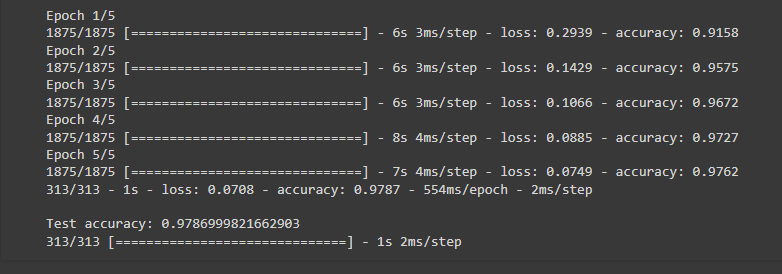 Epoch 1/5
1875/1875 [==============================] - 6s 3ms/step - loss: 0.2939 - accuracy: 0.9158
Epoch 2/5
1875/1875 [==============================] - 6s 3ms/step - loss: 0.1429 - accuracy: 0.9575
Epoch 3/5
1875/1875 [==============================] - 6s 3ms/step - loss: 0.1066 - accuracy: 0.9672
Epoch 4/5
1875/1875 [==============================] - 8s 4ms/step - loss: 0.0885 - accuracy: 0.9727
Epoch 5/5
1875/1875 [==============================] - 7s 4ms/step - loss: 0.0749 - accuracy: 0.9762
313/313 - 1s - loss: 0.0708 - accuracy: 0.9787 - 554ms/epoch - 2ms/step
Test accuracy: 0.9786999821662903
313/313 [==============================] - 1s 2ms/step